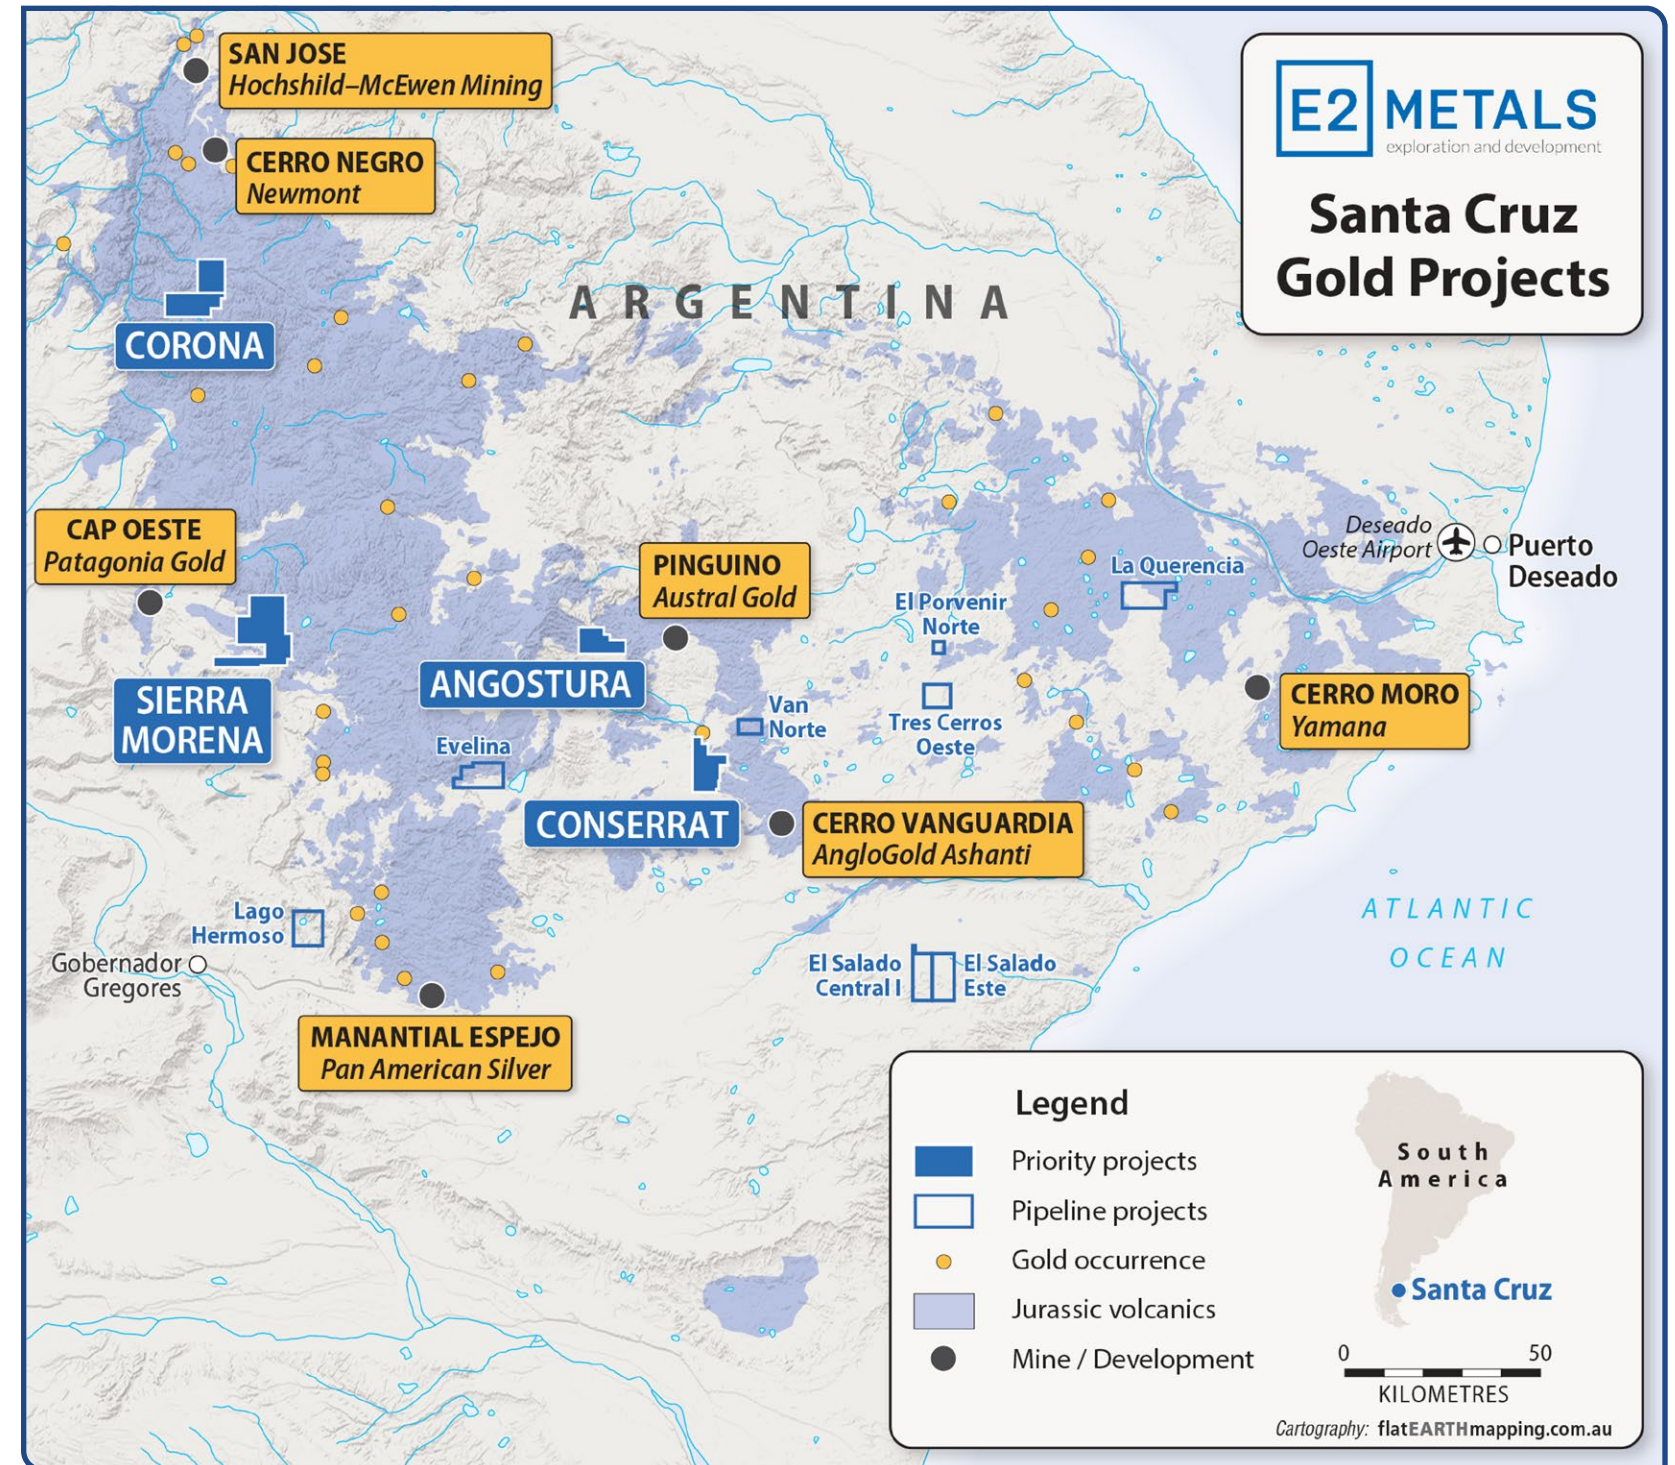 SAN JOSE
Hochshild–McEwen Mining
CERRO NEGRO
Newmont
E2 METALS
exploration and development
Santa Cruz
Gold Projects
ARGENTINA
CORONA
CAP OESTE
Patagonia Gold
PINGUINO
Austral Gold
Deseado
Oeste Airport
Puerto
Deseado
La Querencia
El Porvenir
Norte
SIERRA
MORENA
ANGOSTURA
Van
Norte
Tres Cerros
Oeste
CERRO MORO
Yamana
Evelina
CONSERRAT
CERRO VANGUARDIA
AngloGold Ashanti
ATLANTIC
OCEAN
Lago
Hermoso
Gobernador
Gregores
El Salado
Central I
El Salado
Este
MANANTIAL ESPEJO
Pan American Silver
Legend
Priority projects
Pipeline projects
Gold occurrence
Jurassic volcanics
Mine / Development
South
America
Santa Cruz
0 50
KILOMETRES
Cartography: flatEARTHmapping.com.au